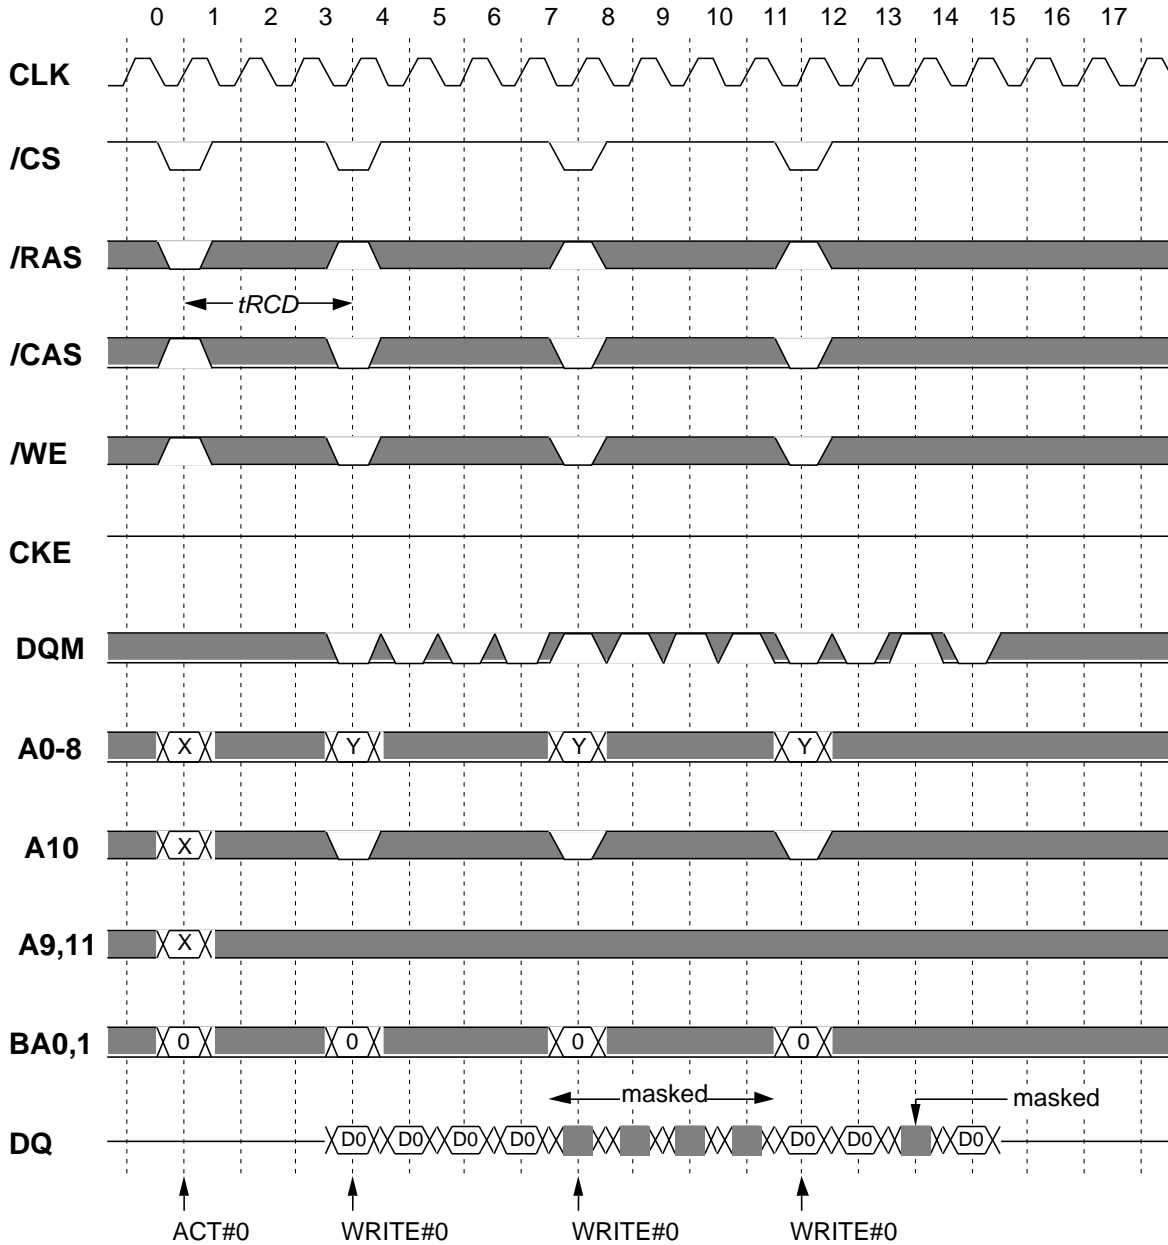 0 1 2 3 4 5 6 7 8 9 10 11 12 13 14 15 16 17
CLK
/CS
/RAS
tRCD
/CAS
/WE
CKE
DQM
A0-8 X Y Y Y
A10 X
A9,11 X
BA0,1 0 0 0 0
masked masked
DQ D0 D0 D0 D0 D0 D0 D0
ACT#0 WRITE#0 WRITE#0 WRITE#0